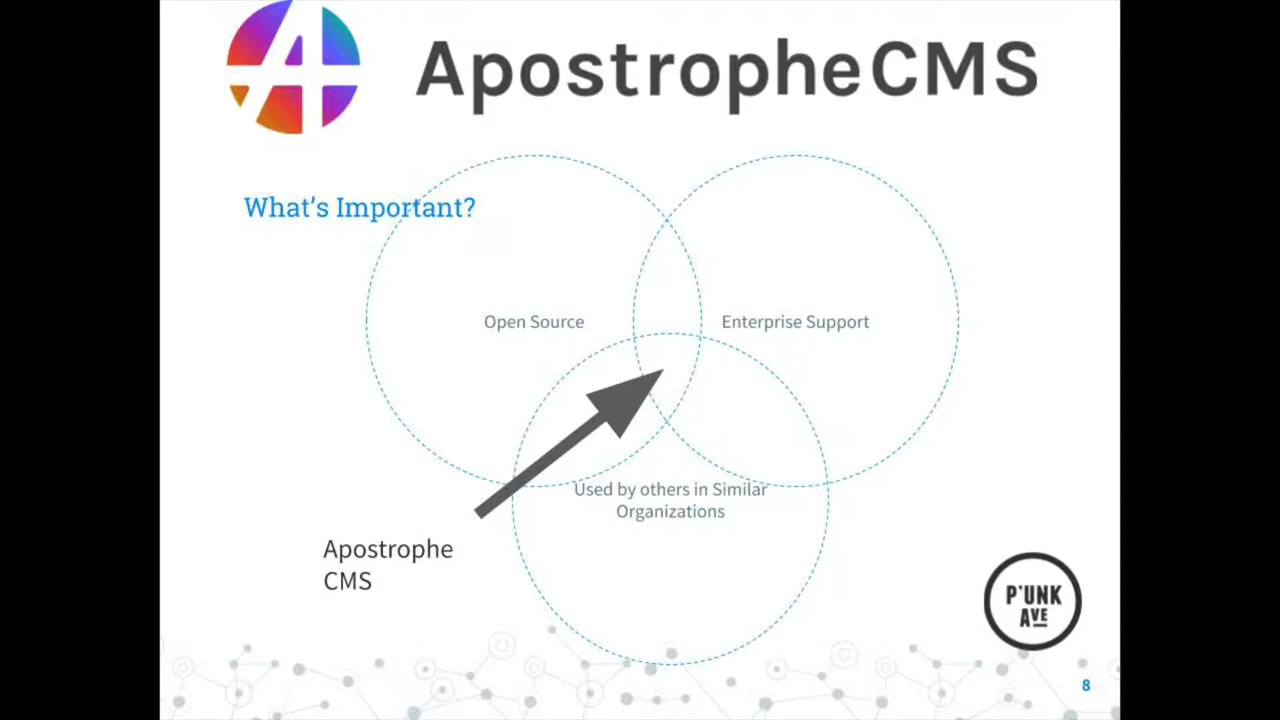 ApostropheCMS
What's Important?
Open Source
Enterprise Support
Used by others in Similar
Organizations
Apostrophe
CMS
P'UNK
AVE
8